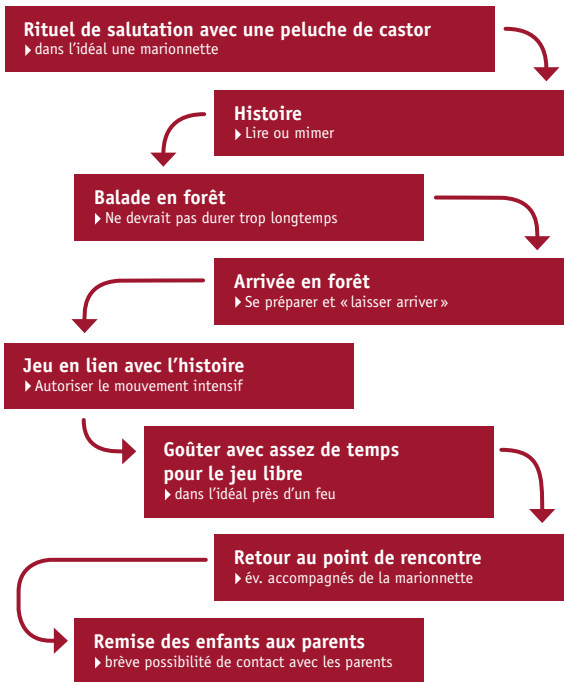 Rituel de salutation avec une peluche de castor
▸ dans l’idéal une marionnette
Histoire
▸ Lire ou mimer
Balade en forêt
▸ Ne devrait pas durer trop longtemps
Arrivée en forêt
▸ Se préparer et « laisser arriver »
Jeu en lien avec l’histoire
▸ Autoriser le mouvement intensif
Goûter avec assez de temps
pour le jeu libre
▸ dans l’idéal près d’un feu
Retour au point de rencontre
▸ év. accompagnés de la marionnette
Remise des enfants aux parents
▸ brève possibilité de contact avec les parents